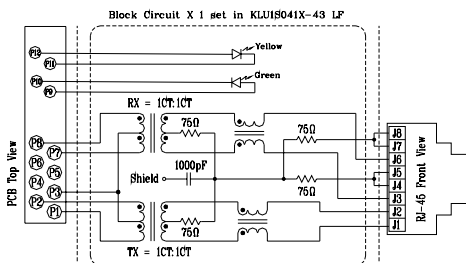 Block Circuit X 1 set in KLU1S041X-43 LF
P12
P11
Yellow
P10
P9
Green
RX = 1CT:1CT
75Ω
75Ω
P8
P7
P6
P5
P4
P3
P2
P1
PCB Top View
Shield
1000pF
75Ω
75Ω
TX = 1CT:1CT
J8
J7
J6
J5
J4
J3
J2
J1
RJ-45 Front View